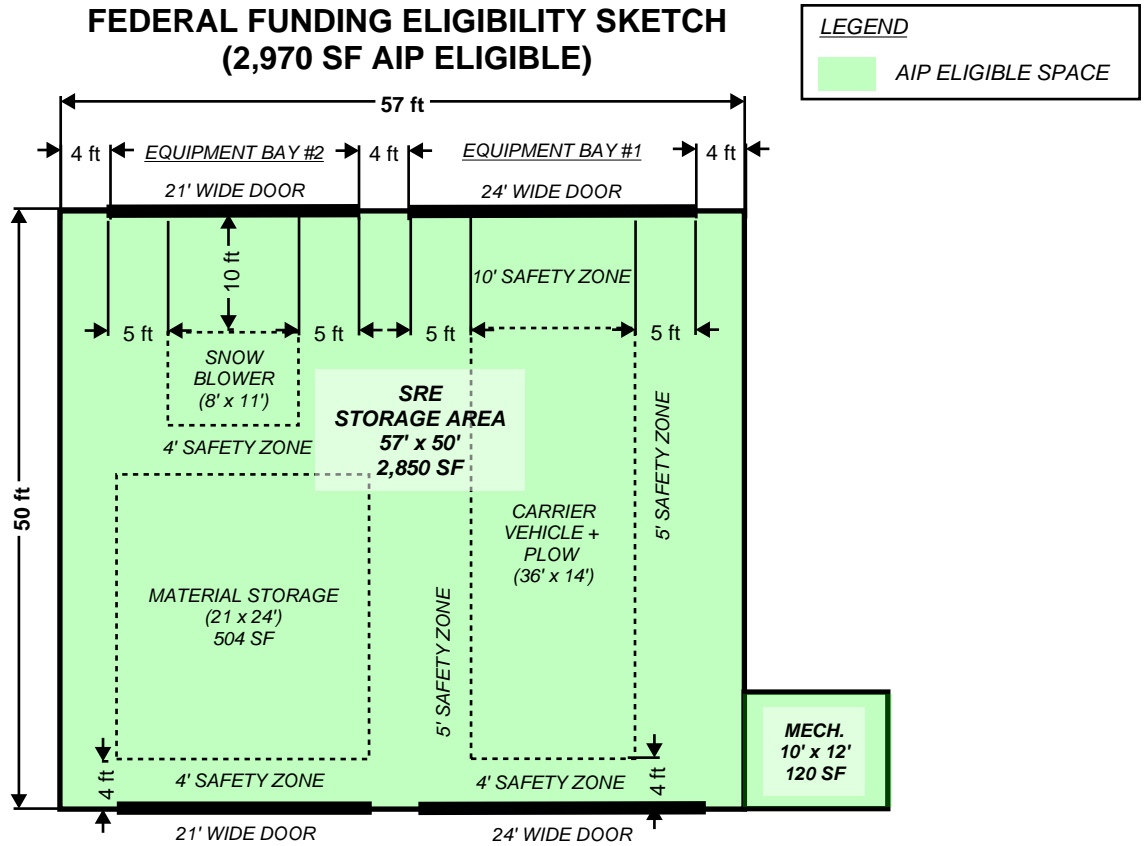 FEDERAL FUNDING ELIGIBILITY SKETCH
(2,970 SF AIP ELIGIBLE)
LEGEND
AIP ELIGIBLE SPACE
57 ft
4 ft
EQUIPMENT BAY #2
4 ft
EQUIPMENT BAY #1
4 ft
21' WIDE DOOR
24' WIDE DOOR
10 ft
10' SAFETY ZONE
5 ft
5 ft
5 ft
5 ft
SNOW
BLOWER
(8' x 11')
SRE
STORAGE AREA
57' x 50'
2,850 SF
4' SAFETY ZONE
5' SAFETY ZONE
50 ft
CARRIER
VEHICLE +
PLOW
(36' x 14')
MATERIAL STORAGE
(21 x 24')
504 SF
5' SAFETY ZONE
MECH.
10' x 12'
120 SF
4 ft
4' SAFETY ZONE
4' SAFETY ZONE
4 ft
21' WIDE DOOR
24' WIDE DOOR